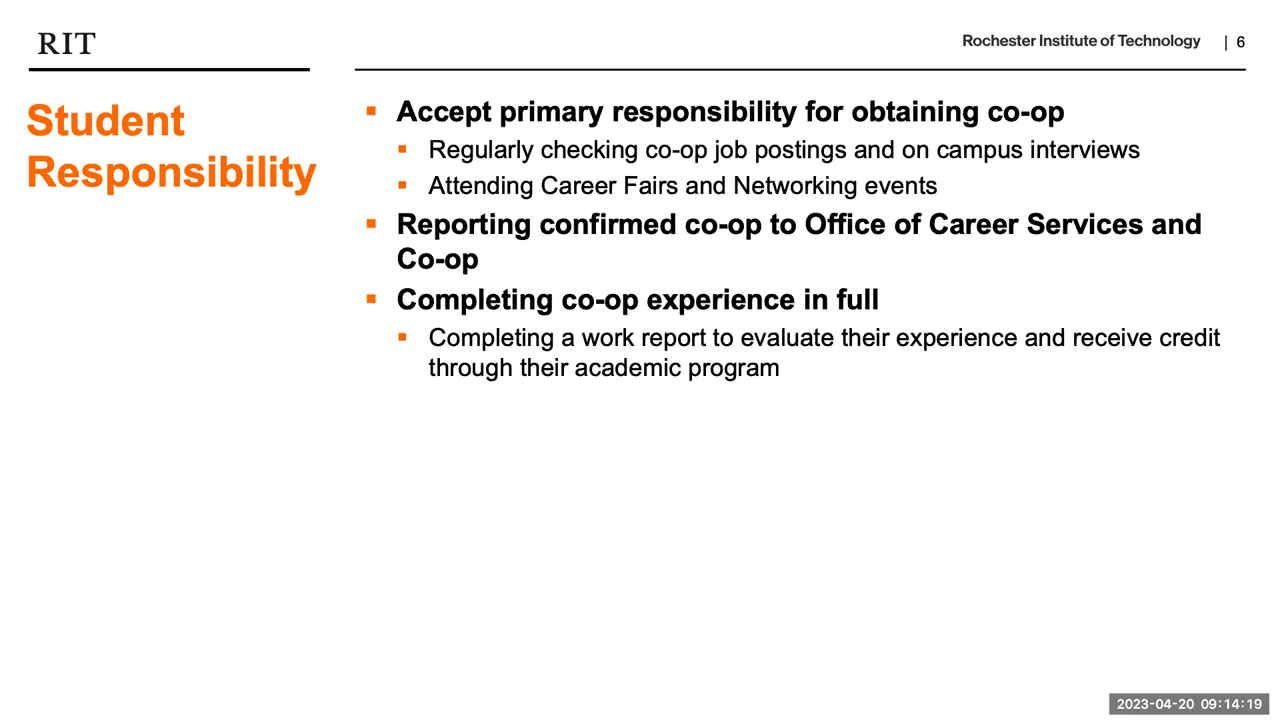 RIT
Rochester Institute of Technology | 6
Student
Responsibility
▪ Accept primary responsibility for obtaining co-op
▪ Regularly checking co-op job postings and on campus interviews
▪ Attending Career Fairs and Networking events
▪ Reporting confirmed co-op to Office of Career Services and
Co-op
▪ Completing co-op experience in full
▪ Completing a work report to evaluate their experience and receive credit
through their academic program
2023-04-20 09:14:19